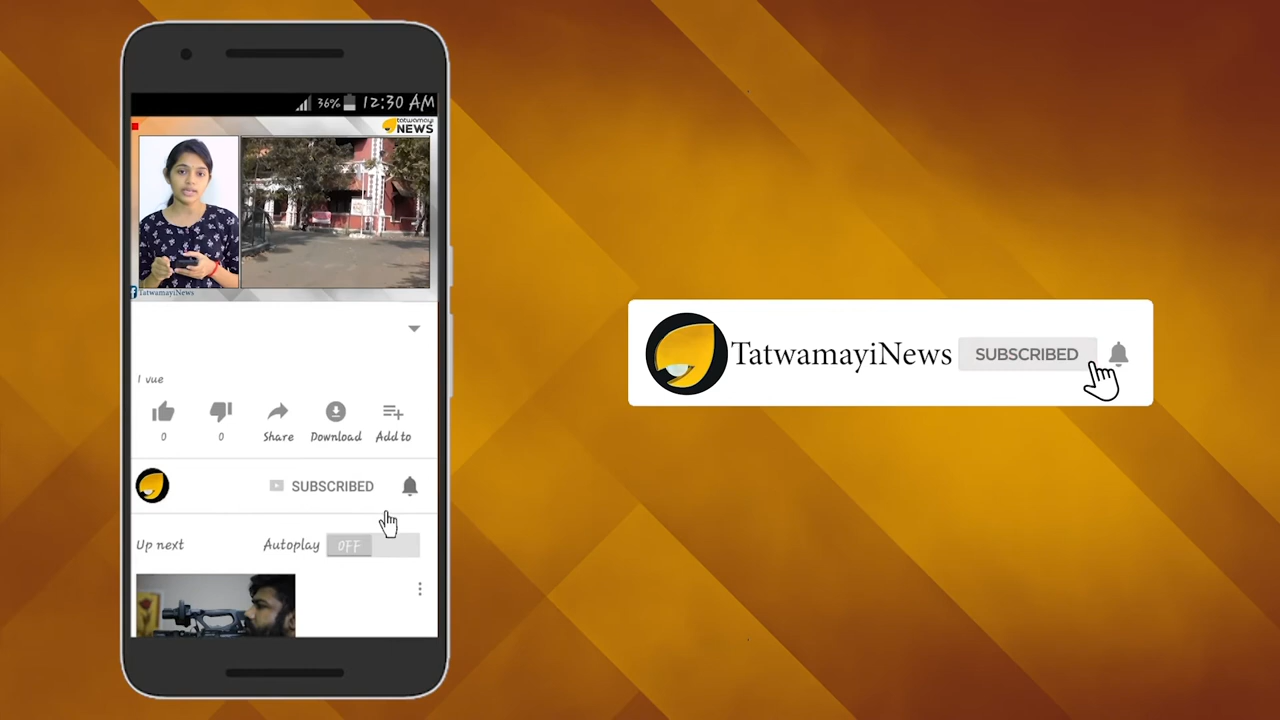 36% 12:30 AM
tatwamayi
NEWS
TatwamayiNews
1 vue
0 0 Share Download Add to
SUBSCRIBED
Up next Autoplay OFF
TatwamayiNews SUBSCRIBED